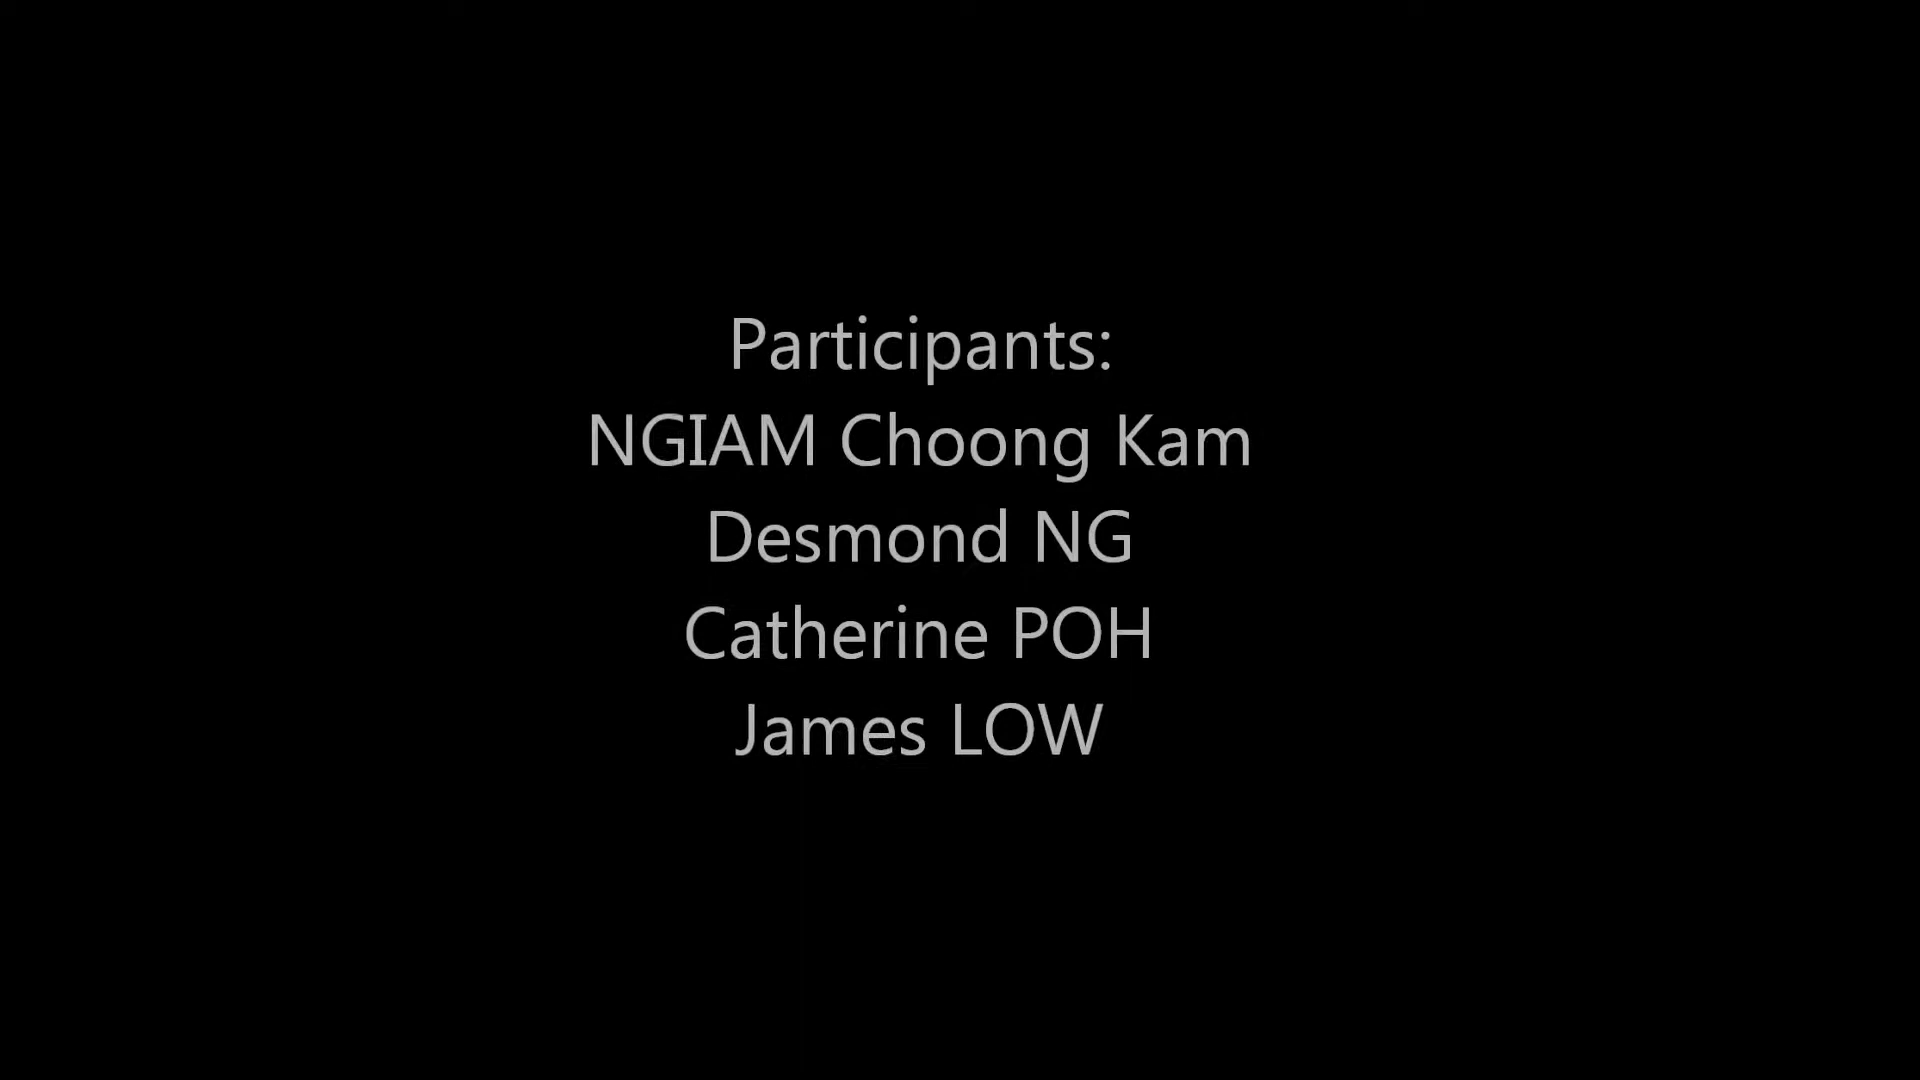 Participants:
NGIAM Choong Kam
Desmond NG
Catherine POH
James LOW